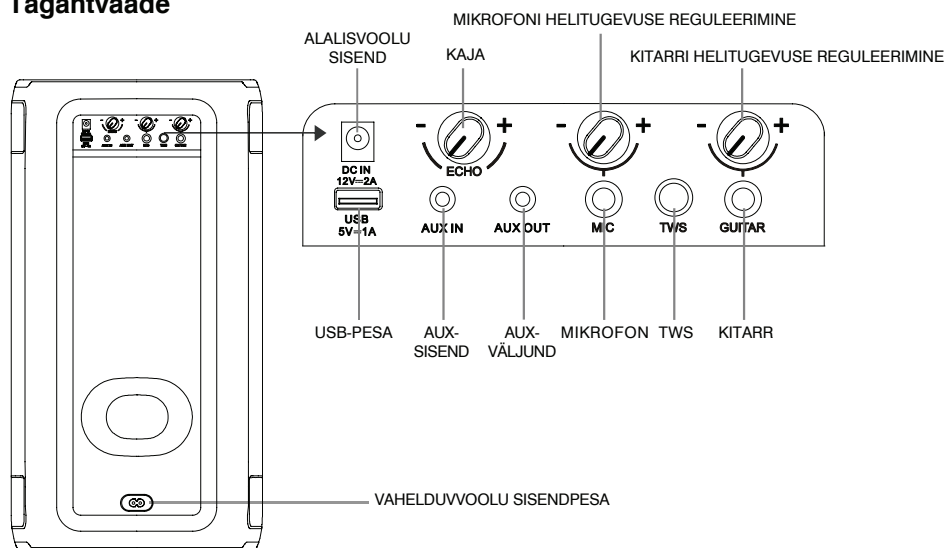 Tagantvaade
MIKROFONI HELITUGEVUSE REGULEERIMINE
ALALISVOOLU
SISEND
KAJA
KITARRI HELITUGEVUSE REGULEERIMINE
- +
- +
- +
ECHO
DC IN
12V⎓2A
USB
5V⎓1A
AUX IN
AUX OUT
MIC
TWS
GUITAR
USB-PESA
AUX-
SISEND
AUX-
VÄLJUND
MIKROFON
TWS
KITARR
VAHELDUVVOOLU SISENDPESA